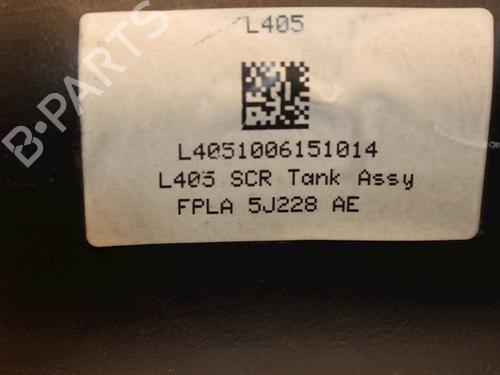 L405
L4051006151014
L405 SCR Tank Assy
FPLA 5J228 AE
B-PARTS